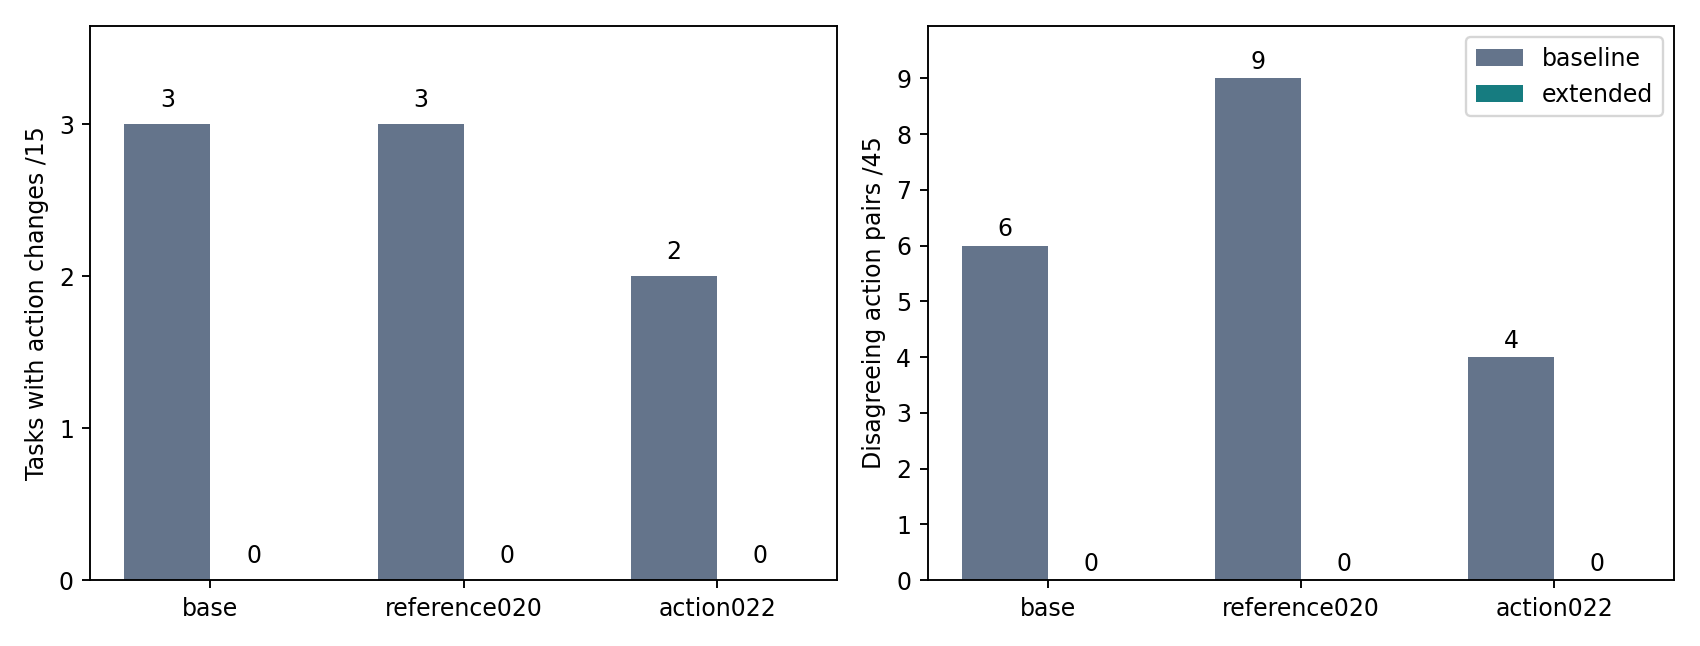 Tasks with action changes /15
3
2
1
0
3
0
3
0
2
0
base
reference020
action022
Disagreeing action pairs /45
9
8
7
6
5
4
3
2
1
0
6
0
9
0
4
0
base
reference020
action022
baseline
extended